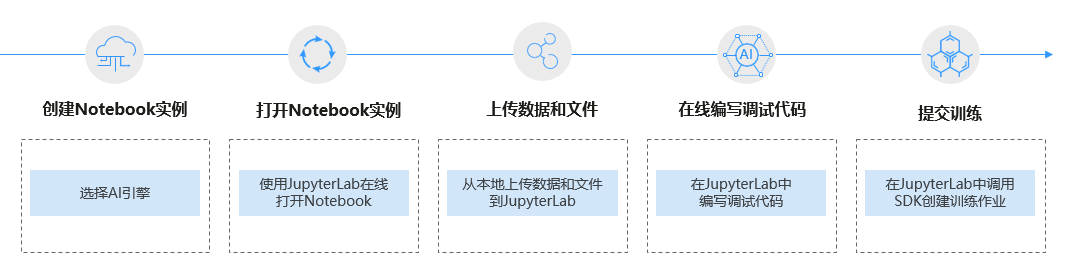 AI
创建Notebook实例
打开Notebook实例
上传数据和文件
在线编写调试代码
提交训练
选择AI引擎
使用JupyterLab在线
打开Notebook
从本地上传数据和文件
到JupyterLab
在JupyterLab中
编写调试代码
在JupyterLab中调用
SDK创建训练作业